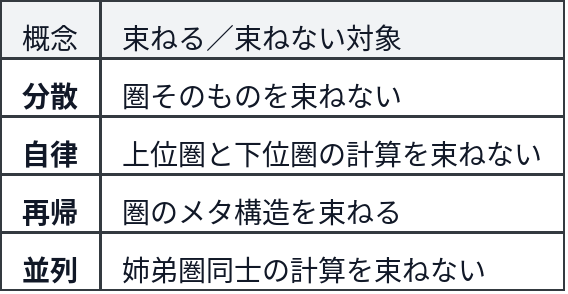 概念 束ねる／束ねない対象
分散 圏そのものを束ねない
自律 上位圏と下位圏の計算を束ねない
再帰 圏のメタ構造を束ねる
並列 姉弟圏同士の計算を束ねない